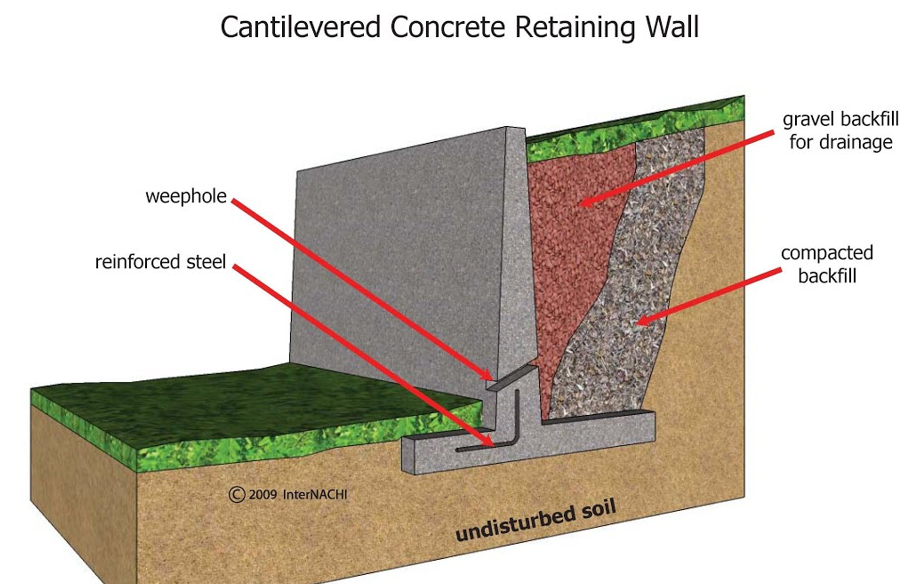 Cantilevered Concrete Retaining Wall
gravel backfill
for drainage
weephole
reinforced steel
compacted
backfill
© 2009 InterNACHI
undisturbed soil